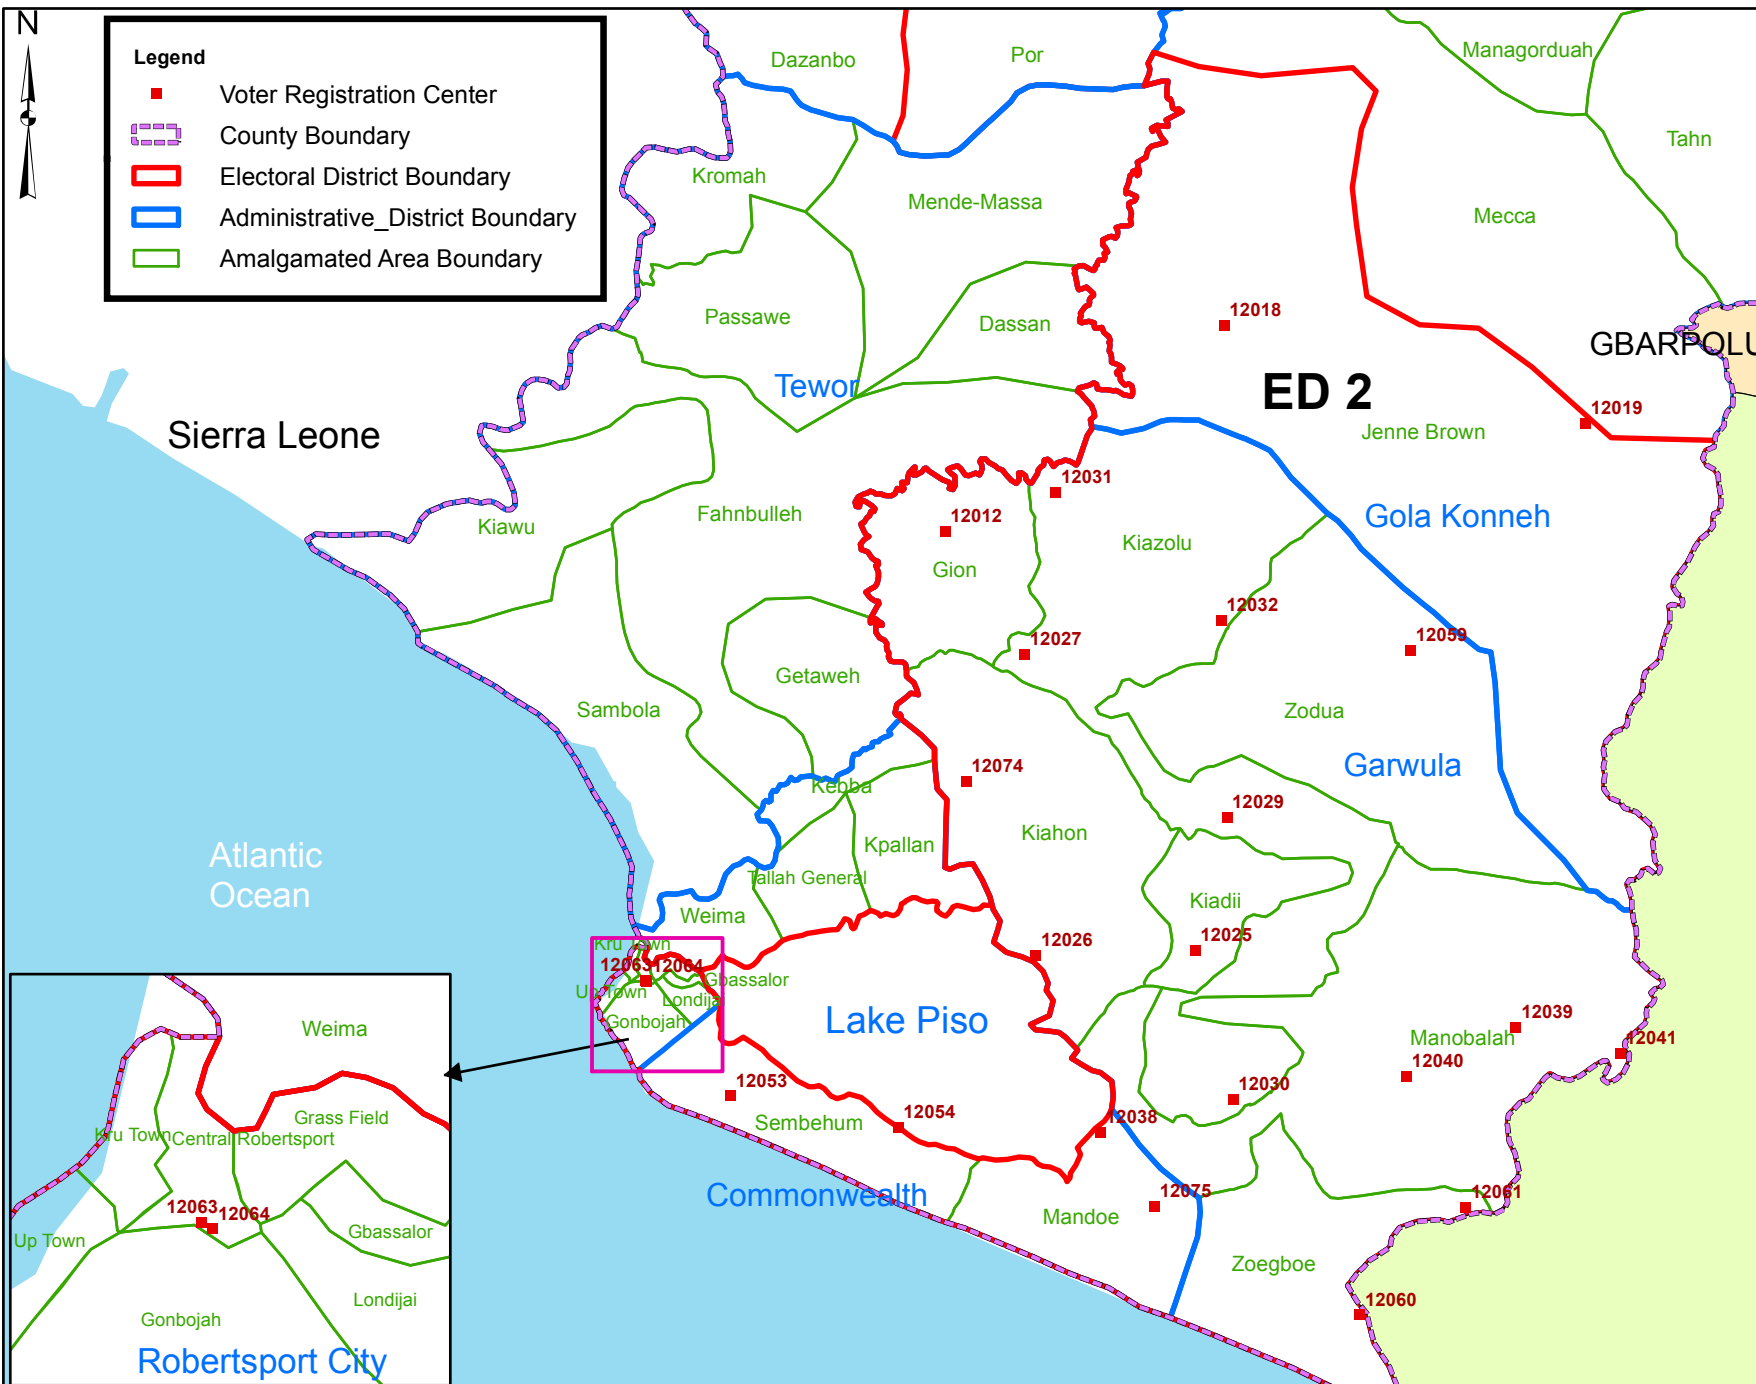 N
Legend
Voter Registration Center
County Boundary
Electoral District Boundary
Administrative_District Boundary
Amalgamated Area Boundary
Dazanbo
Por
Managorduah
Tahn
Kromah
Mende-Massa
Mecca
Passawe
Dassan
12018
GBARPOLU
Tewor
ED 2
12019
Sierra Leone
Jenne Brown
12031
Fahnbulleh
12012
Gola Konneh
Kiawu
Kiazolu
Gion
12032
12027
12059
Getaweh
Sambola
Zodua
12074
Garwula
Kebba
12029
Kiahon
Kpallan
Atlantic
Ocean
Tallah General
Kiadii
Weima
12025
Kru Town
12026
12063
12064
Gbassalor
Up Town
Londijai
Gonbojah
Lake Piso
12039
Manobalah
12041
12040
12053
12030
12054
Sembehum
12038
Commonwealth
12075
12061
Mandoe
Zoegboe
12060
Weima
Grass Field
Kru Town
Central Robertsport
12063
12064
Up Town
Gbassalor
Londijai
Gonbojah
Robertsport City